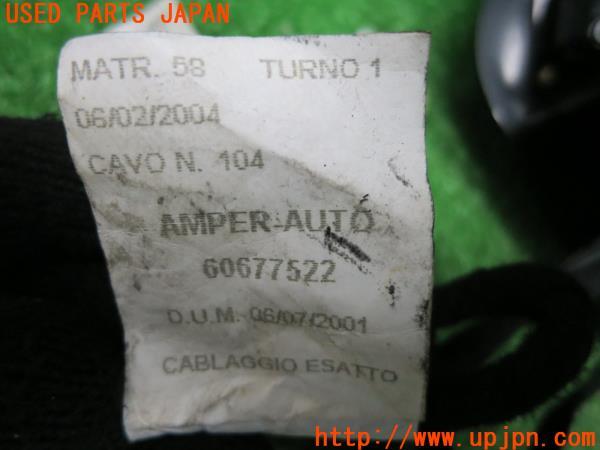 USED PARTS JAPAN
MATR. 58 TURNO 1
06/02/2004
CAVO N. 104
AMPER-AUTO
60677522
D.U.M. 06/07/2001
CABLAGGIO ESATTO
http://www.upjpn.com